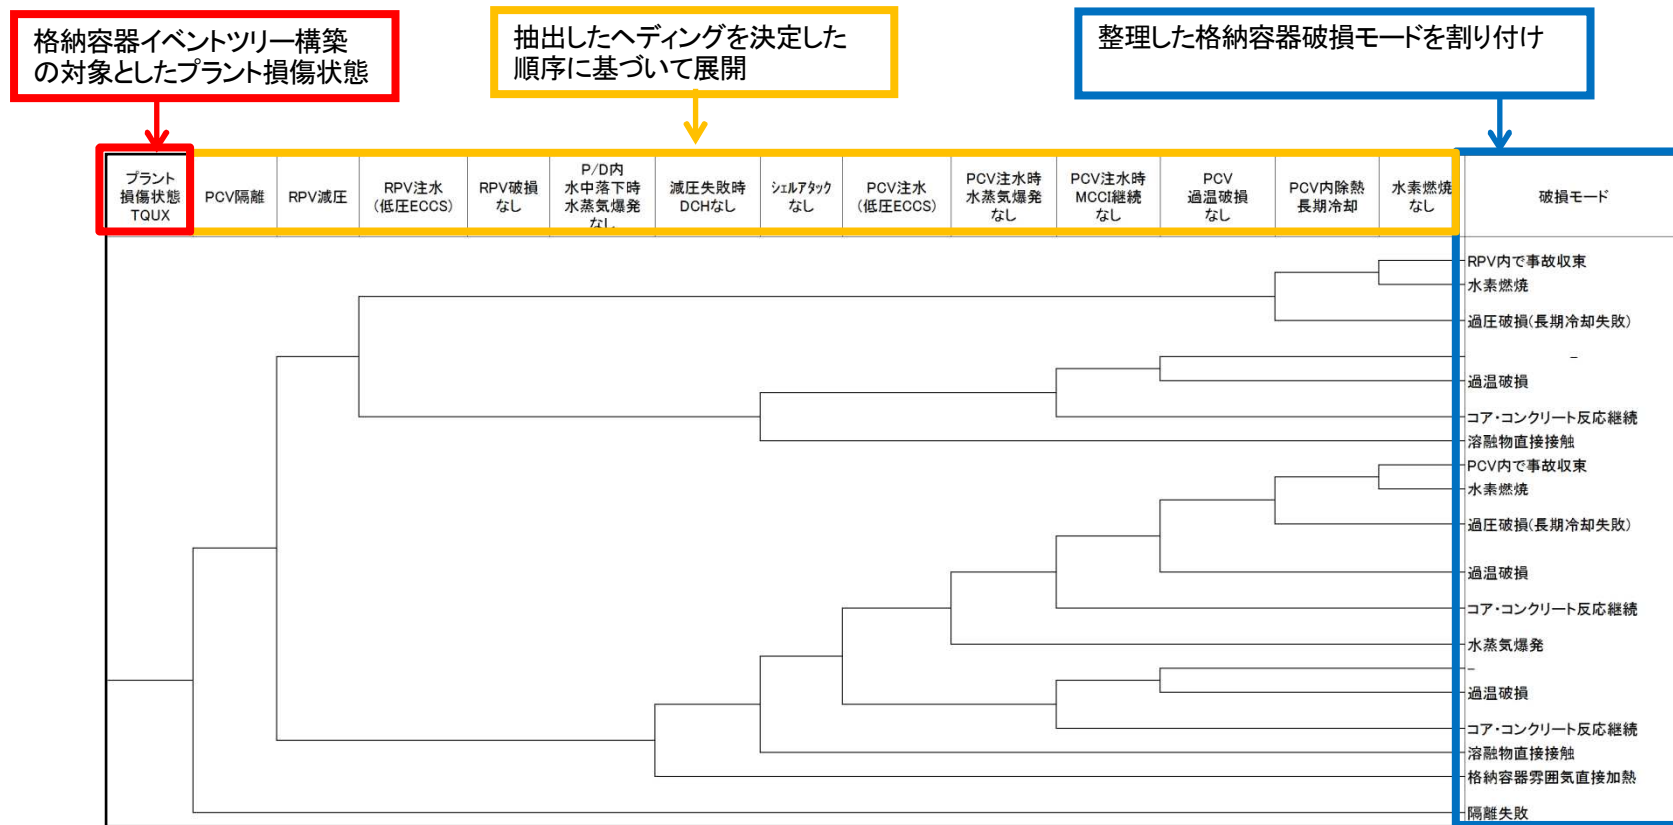 格納容器イベントツリー構築
の対象としたプラント損傷状態
抽出したヘディングを決定した
順序に基づいて展開
整理した格納容器破損モードを割り付け
プラント
損傷状態
TQUX
PCV隔離
RPV減圧
RPV注水
(低圧ECCS)
RPV破損
なし
P/D内
水中落下時
水蒸気爆発
なし
減圧失敗時
DCHなし
シェルアタック
なし
PCV注水
(低圧ECCS)
PCV注水時
水蒸気爆発
なし
PCV注水時
MCCI継続
なし
PCV
過温破損
なし
PCV内除熱
長期冷却
水素燃焼
なし
破損モード
RPV内で事故収束
水素燃焼
過圧破損(長期冷却失敗)
−
過温破損
コア・コンクリート反応継続
溶融物直接接触
PCV内で事故収束
水素燃焼
過圧破損(長期冷却失敗)
過温破損
コア・コンクリート反応継続
水蒸気爆発
−
過温破損
コア・コンクリート反応継続
溶融物直接接触
格納容器雰囲気直接加熱
隔離失敗